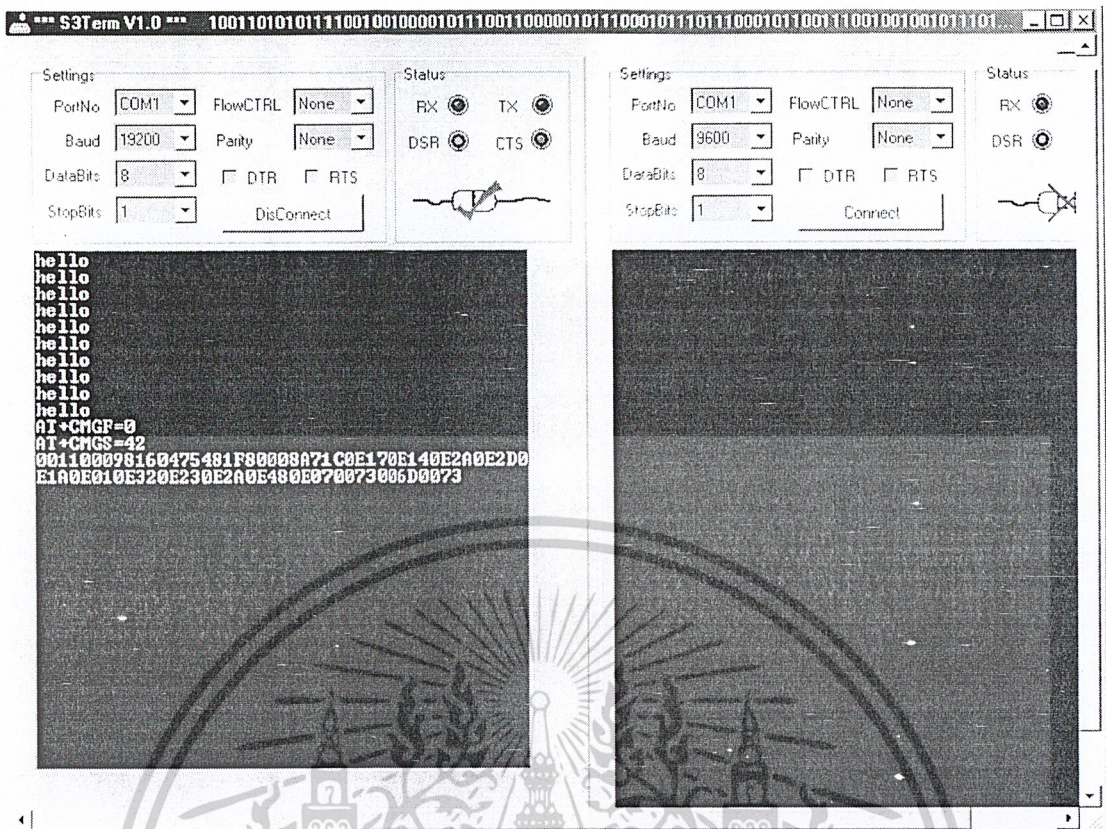 *** S3Term V1.0 ***
Settings
PortNo COM1 FlowCTRL None
Baud 19200 Parity None
DataBits 8 DTR RTS
StopBits 1 DisConnect
Status
RX TX
DSR CTS
hello
hello
hello
hello
hello
hello
hello
hello
hello
hello
AT+CMGF=0
AT+CMGS=42
001100098160475481F80008A71C0E170E140E2A0E2D0
E1A0E010E320E230E2A0E480E070073006D0073
Settings
PortNo COM1 FlowCTRL None
Baud 9600 Parity None
DataBits 8 DTR RTS
StopBits 1 Connect
Status
RX
DSR